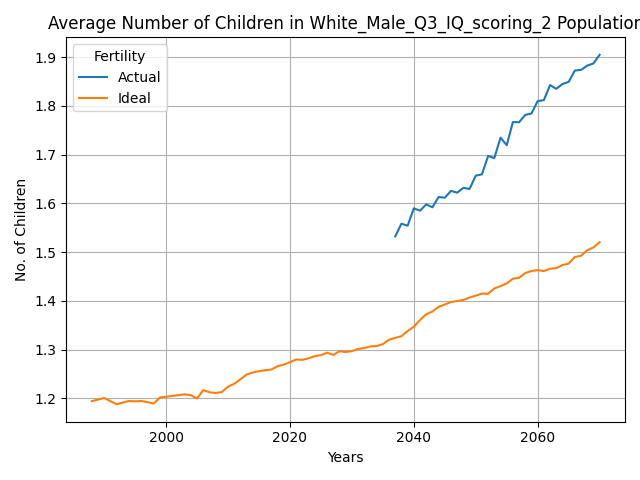 Average Number of Children in White_Male_Q3_IQ_scoring_2 Population
Fertility
Actual
Ideal
No. of Children
1.9
1.8
1.7
1.6
1.5
1.4
1.3
1.2
2000 2020 2040 2060
Years